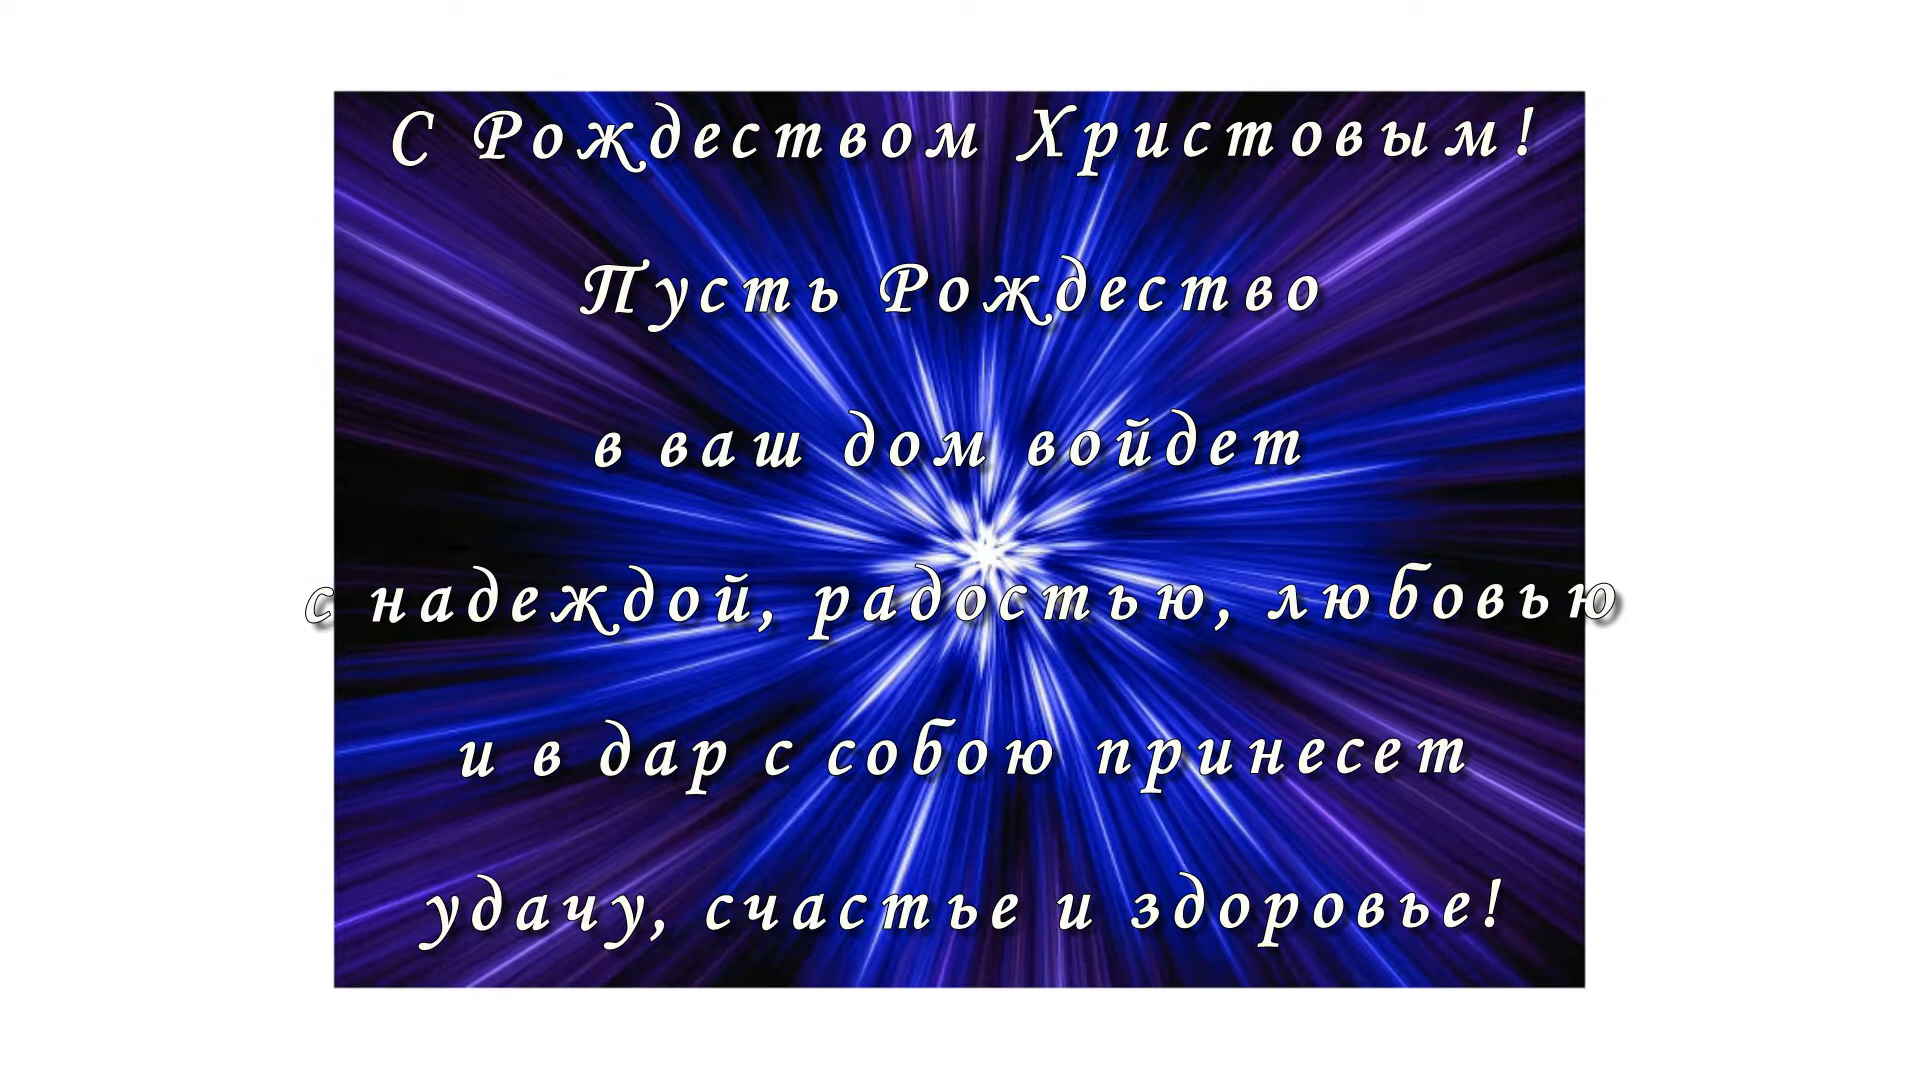 С Рождеством Христовым!
Пусть Рождество
в ваш дом войдет
с надеждой, радостью, любовью
и в дар с собою принесет
удачу, счастье и здоровье!